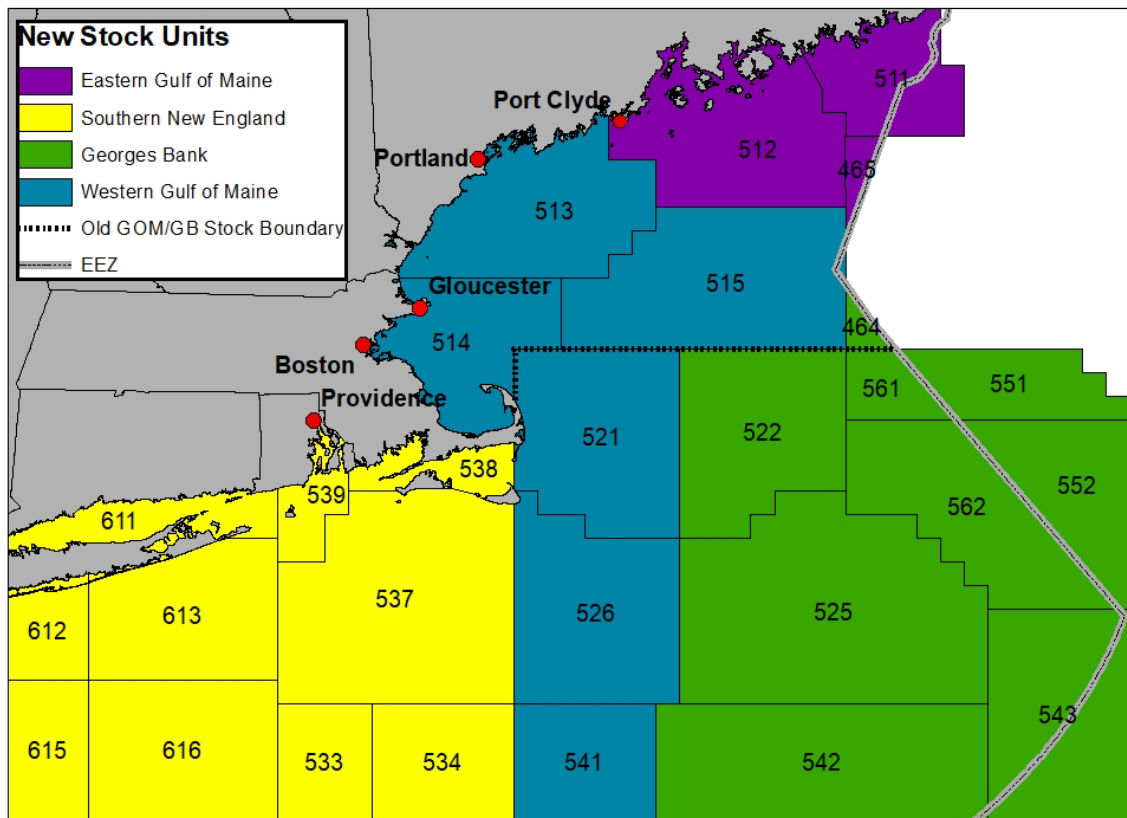 New Stock Units
Eastern Gulf of Maine
Southern New England
Georges Bank
Western Gulf of Maine
Old GOM/GB Stock Boundary
EEZ
511
Port Clyde
512
Portland
465
513
Gloucester
515
464
514
Boston
561
551
Providence
521
522
538
552
539
562
611
537
613
526
525
612
543
615
616
533
534
541
542